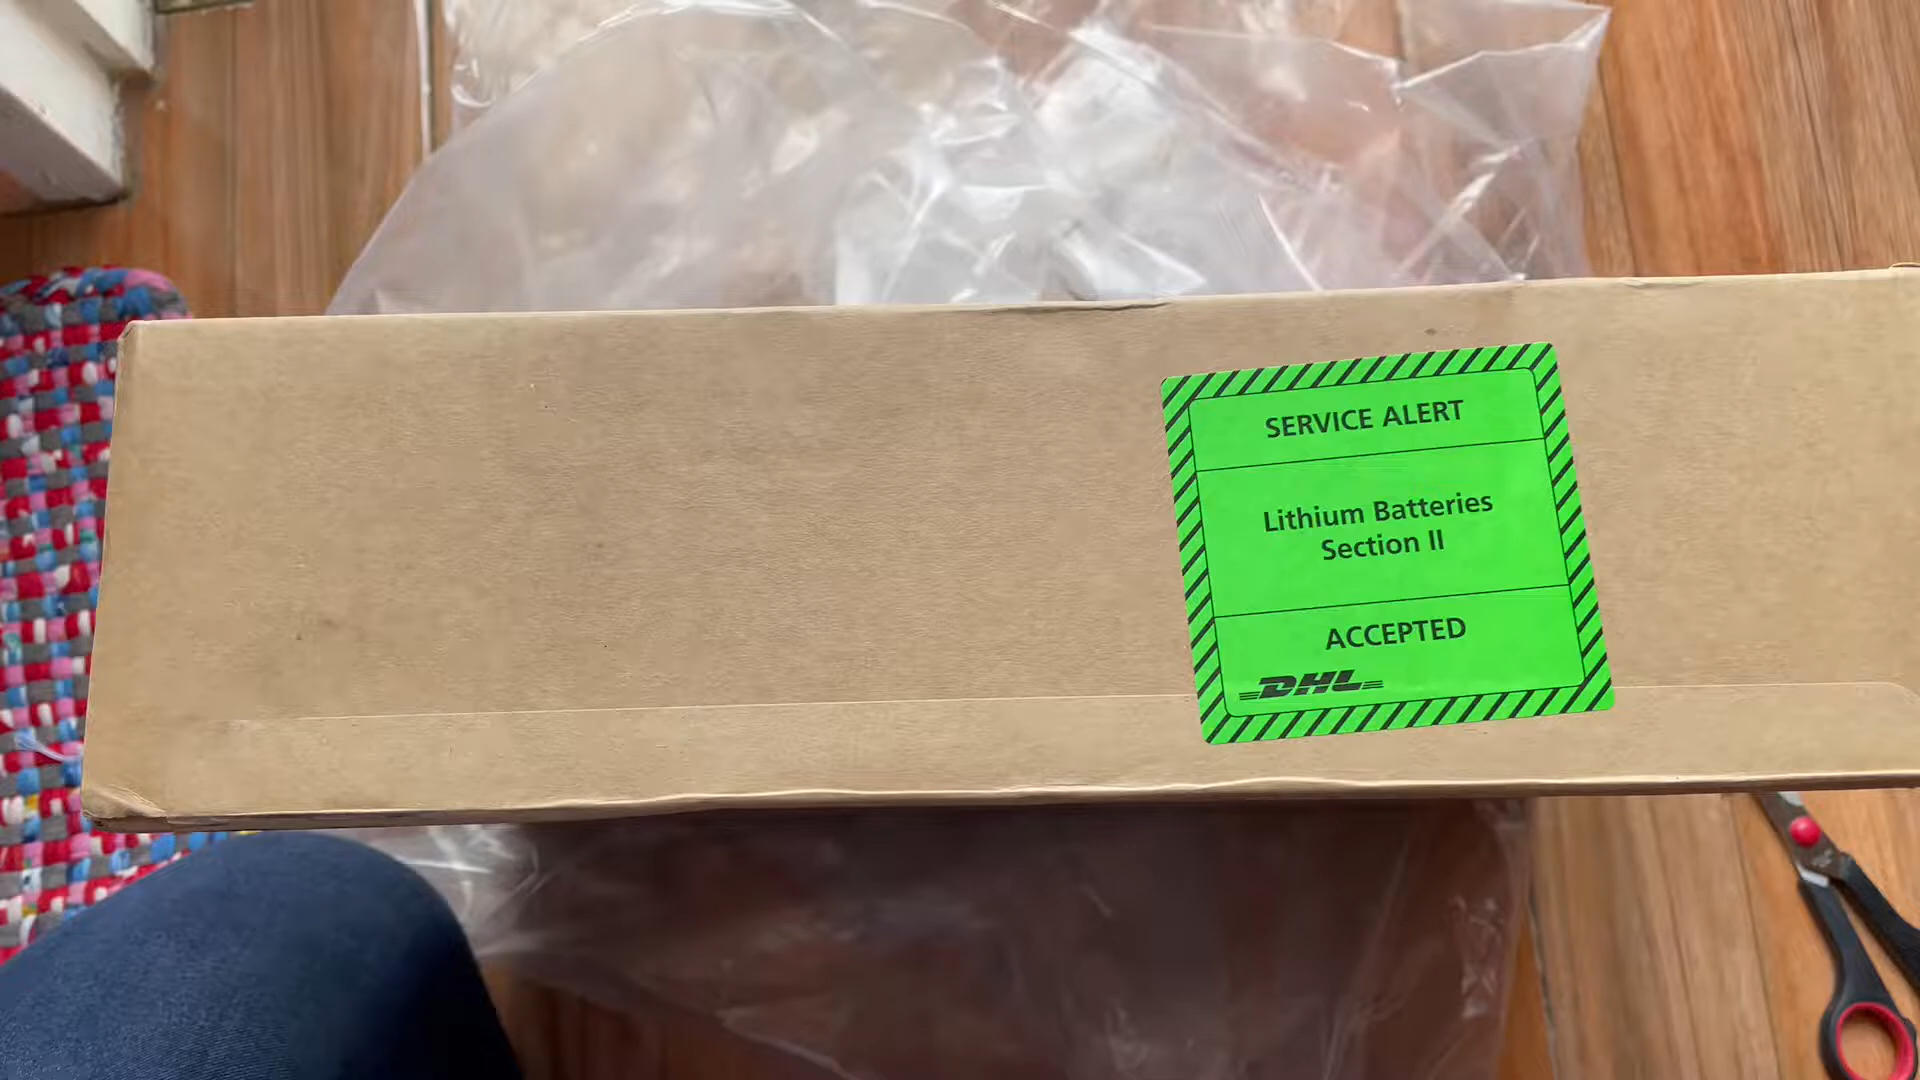 SERVICE ALERT
Lithium Batteries
Section II
ACCEPTED
DHL